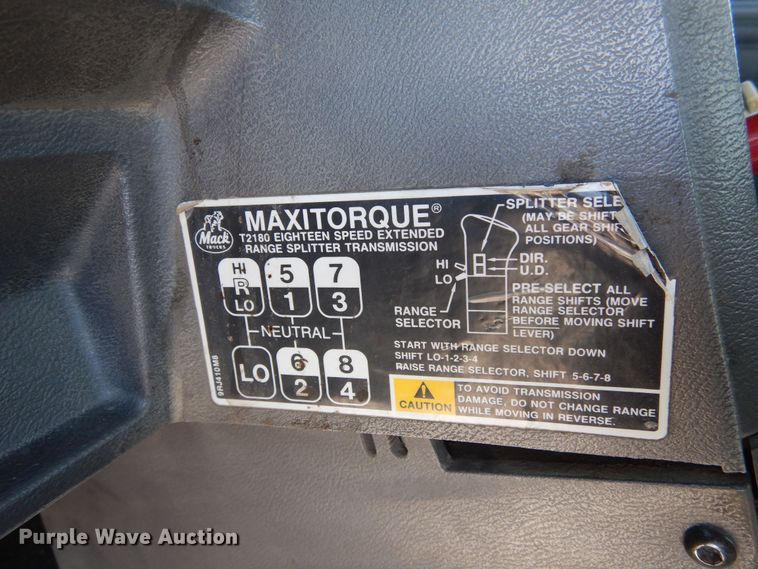 MAXITORQUE®
T2180 EIGHTEEN SPEED EXTENDED
RANGE SPLITTER TRANSMISSION
Mack
TRUCKS
HI 5 7
R
LO 1 3
NEUTRAL
LO 6 8
2 4
9RJ410M8
SPLITTER SELE
(MAY BE SHIFT
ALL GEAR SHIF
POSITIONS)
DIR.
U.D.
HI
LO
RANGE
SELECTOR
PRE-SELECT ALL
RANGE SHIFTS (MOVE
RANGE SELECTOR
BEFORE MOVING SHIFT
LEVER)
START WITH RANGE SELECTOR DOWN
SHIFT LO-1-2-3-4
RAISE RANGE SELECTOR, SHIFT 5-6-7-8
CAUTION
TO AVOID TRANSMISSION
DAMAGE, DO NOT CHANGE RANGE
WHILE MOVING IN REVERSE.
Purple Wave Auction